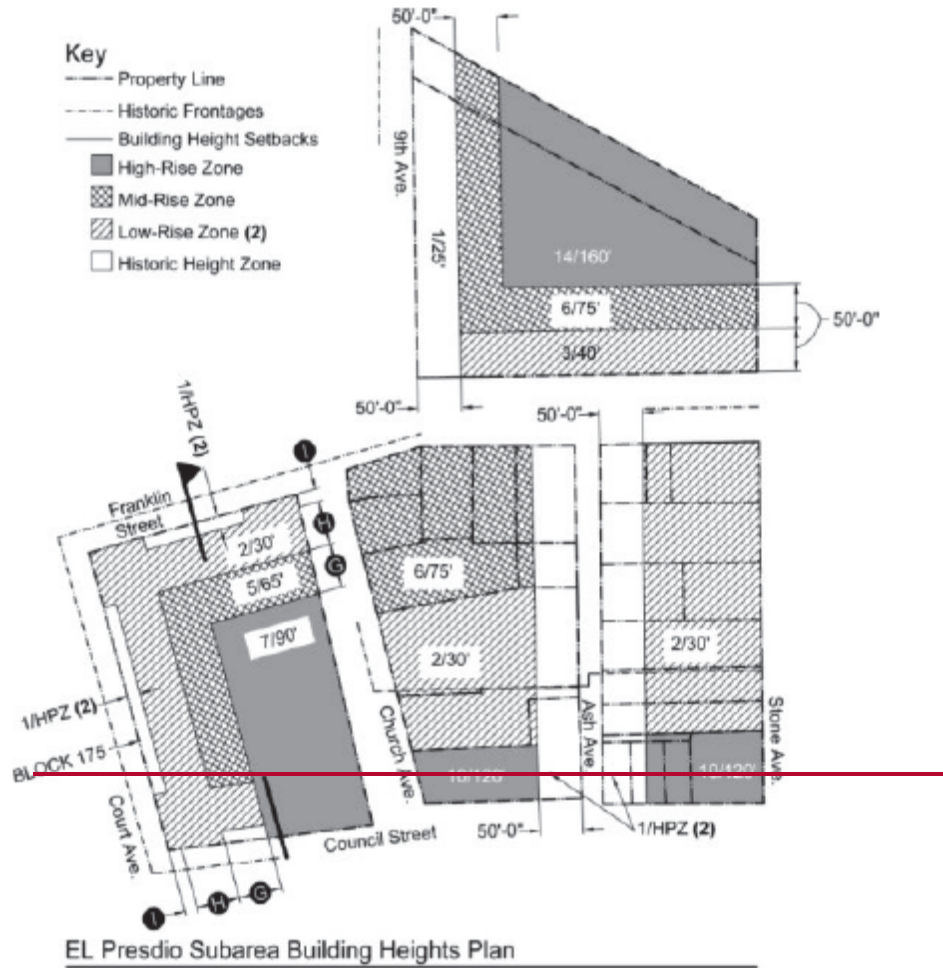 50'-0"
Key
Property Line
Historic Frontages
Building Height Setbacks
High-Rise Zone
Mid-Rise Zone
Low-Rise Zone (2)
Historic Height Zone
9th Ave.
1/25'
14/160'
6/75'
50'-0"
3/40'
50'-0"
50'-0"
1/HPZ (2)
I
Franklin
Street
H
2/30'
G
5/65'
6/75'
7/90'
2/30'
2/30'
1/HPZ (2)
BLOCK 175
Church Ave.
Ash Ave
Stone Ave.
10/120'
10/120'
Court Ave.
Council Street
50'-0"
1/HPZ (2)
I
H
G
EL Presdio Subarea Building Heights Plan